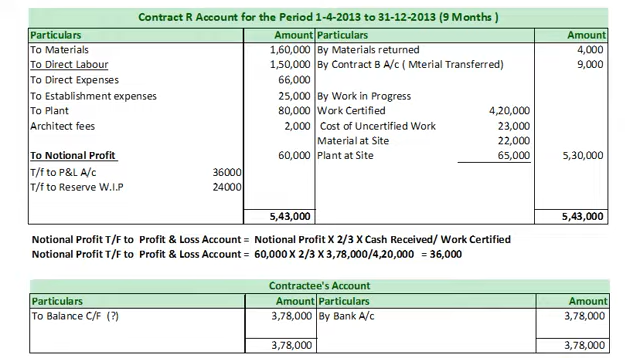 Contract R Account for the Period 1-4-2013 to 31-12-2013 (9 Months )
Particulars Amount Particulars Amount
To Materials 1,60,000 By Materials returned 4,000
To Direct Labour 1,50,000 By Contract B A/c ( Mterial Transferred) 9,000
To Direct Expenses 66,000
To Establishment expenses 25,000 By Work in Progress
To Plant 80,000 Work Certified 4,20,000
Architect fees 2,000 Cost of Uncertified Work 23,000
Material at Site 22,000
To Notional Profit 60,000 Plant at Site 65,000 5,30,000
T/f to P&L A/c 36000
T/f to Reserve W.I.P 24000
5,43,000 5,43,000
Notional Profit T/F to Profit & Loss Account = Notional Profit X 2/3 X Cash Received/ Work Certified
Notional Profit T/F to Profit & Loss Account = 60,000 X 2/3 X 3,78,000/4,20,000 = 36,000
Contractee's Account
Particulars Amount Particulars Amount
To Balance C/F (?) 3,78,000 By Bank A/c 3,78,000
3,78,000 3,78,000